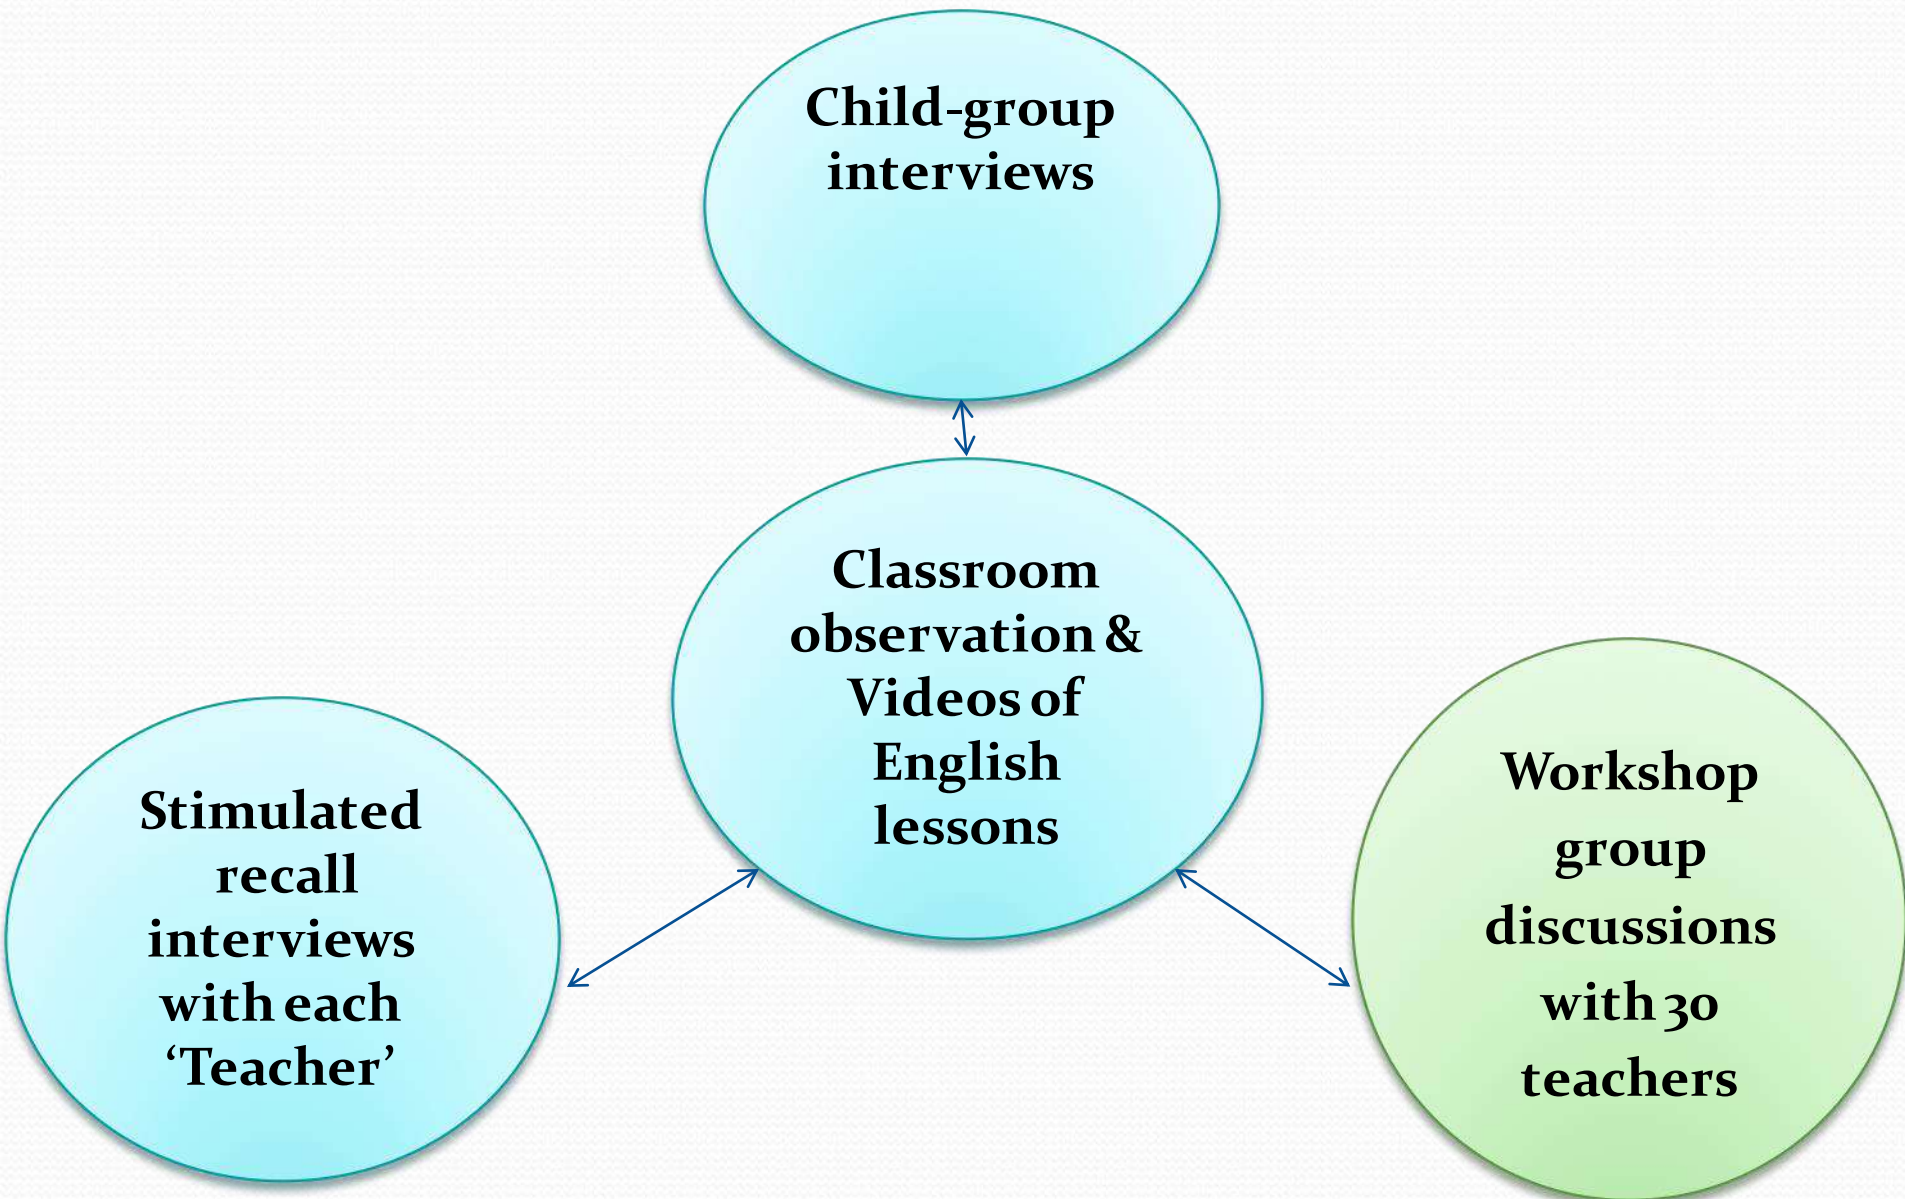 Child-group
interviews
Classroom
observation &
Videos of
English
lessons
Stimulated
recall
interviews
with each
‘Teacher’
Workshop
group
discussions
with 30
teachers